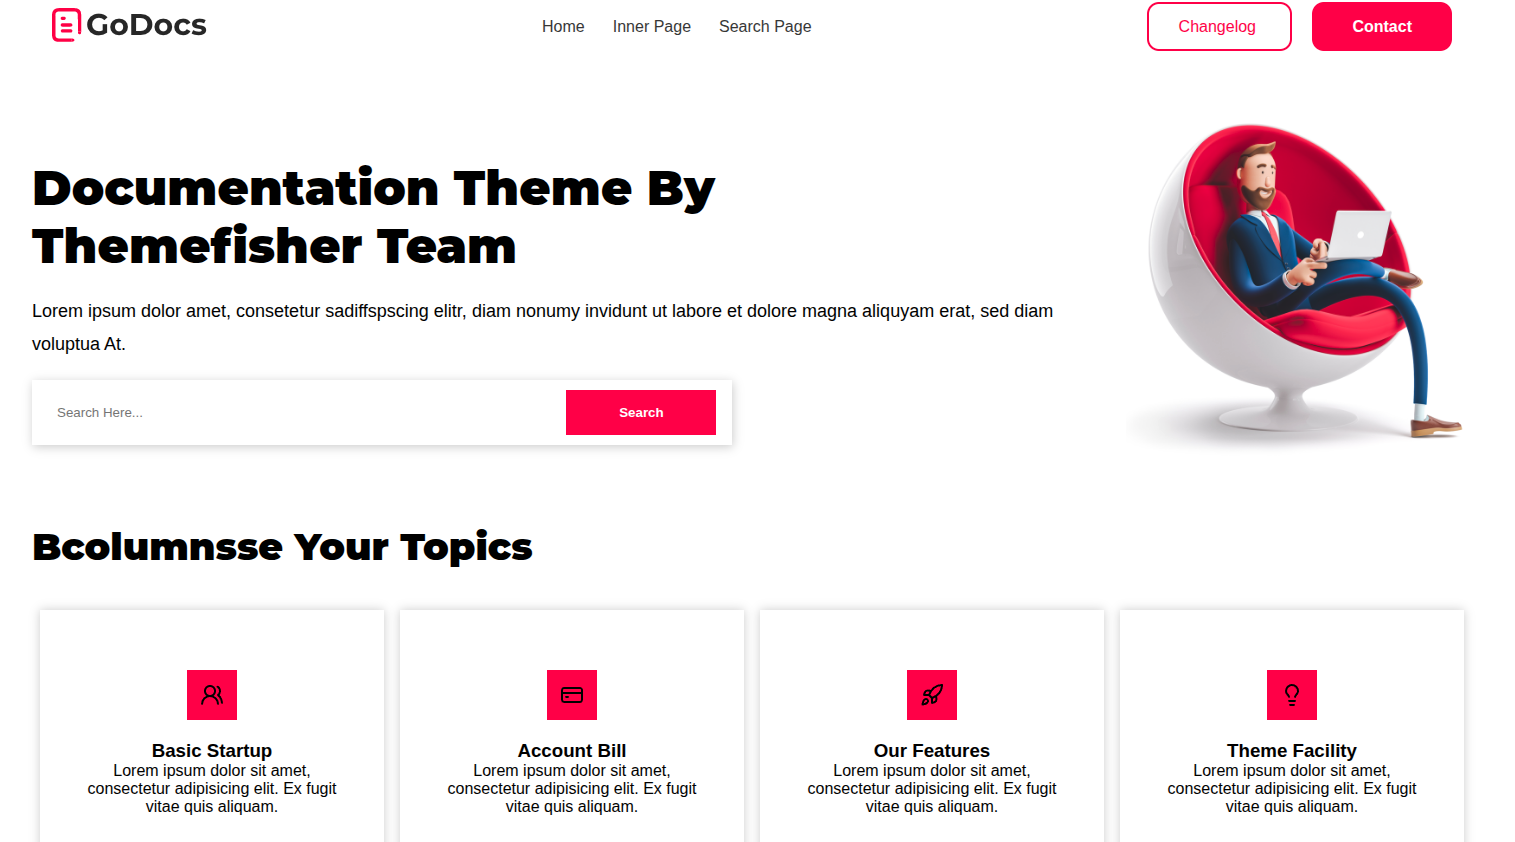 GoDocs
Home Inner Page Search Page
Changelog
Contact
Documentation Theme By
Themefisher Team
Lorem ipsum dolor amet, consetetur sadiffspscing elitr, diam nonumy invidunt ut labore et dolore magna aliquyam erat, sed diam
voluptua At.
Search Here...
Search
Bcolumnsse Your Topics
Basic Startup
Lorem ipsum dolor sit amet,
consectetur adipisicing elit. Ex fugit
vitae quis aliquam.
Account Bill
Lorem ipsum dolor sit amet,
consectetur adipisicing elit. Ex fugit
vitae quis aliquam.
Our Features
Lorem ipsum dolor sit amet,
consectetur adipisicing elit. Ex fugit
vitae quis aliquam.
Theme Facility
Lorem ipsum dolor sit amet,
consectetur adipisicing elit. Ex fugit
vitae quis aliquam.